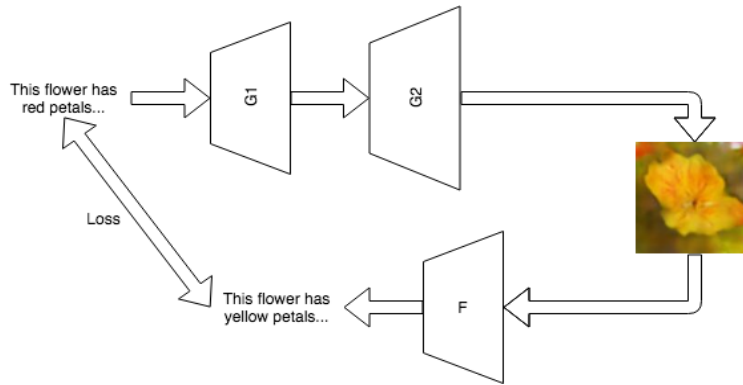 This flower has
red petals...
G1
G2
Loss
This flower has
yellow petals...
F